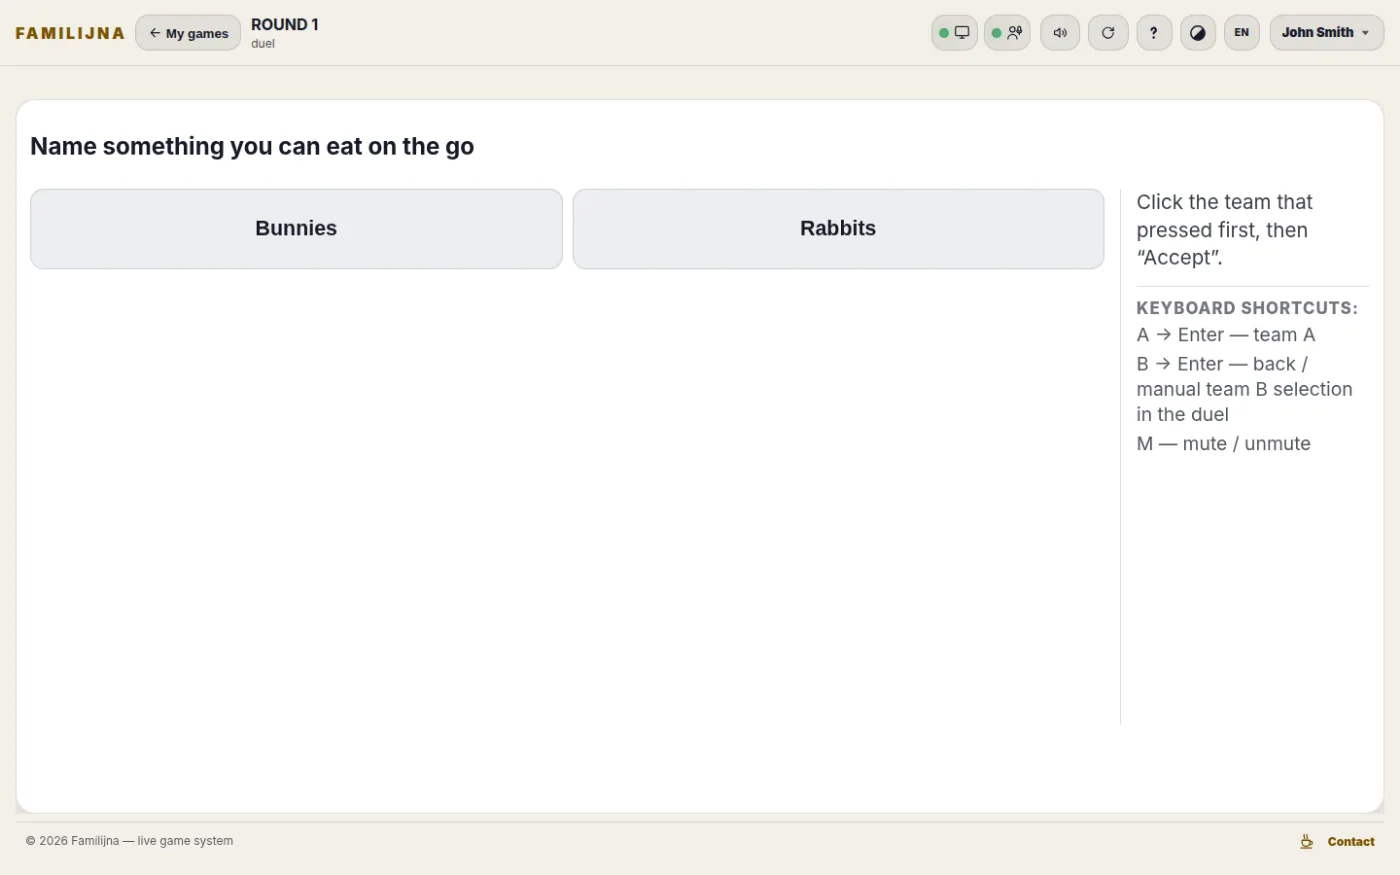 FAMILIJNA
← My games
ROUND 1
duel
?
EN
John Smith
Name something you can eat on the go
Bunnies
Rabbits
Click the team that
pressed first, then
“Accept”.
KEYBOARD SHORTCUTS:
A → Enter — team A
B → Enter — back /
manual team B selection
in the duel
M — mute / unmute
© 2026 Familijna — live game system
Contact